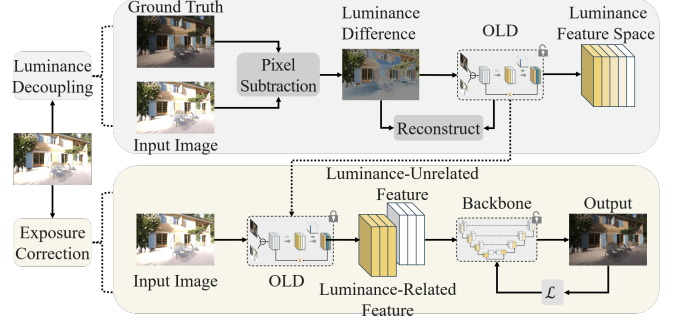 Ground Truth
Luminance
Difference
OLD
Luminance
Feature Space
Luminance
Decoupling
Pixel
Subtraction
Reconstruct
Input Image
Luminance-Unrelated
Feature
Backbone
Output
Exposure
Correction
Input Image
OLD
Luminance-Related
Feature
ℒ